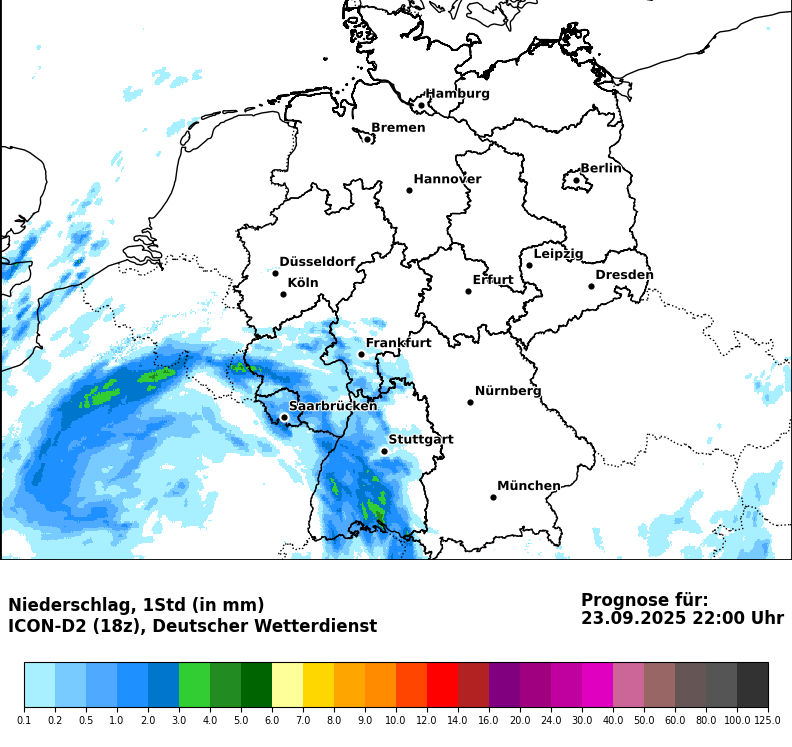 Hamburg
Bremen
Berlin
Hannover
Leipzig
Düsseldorf
Dresden
Köln
Erfurt
Frankfurt
Nürnberg
Saarbrücken
Stuttgart
München
Niederschlag, 1Std (in mm)
ICON-D2 (18z), Deutscher Wetterdienst
Prognose für:
23.09.2025 22:00 Uhr
0.1 0.2 0.5 1.0 2.0 3.0 4.0 5.0 6.0 7.0 8.0 9.0 10.0 12.0 14.0 16.0 20.0 24.0 30.0 40.0 50.0 60.0 80.0 100.0 125.0